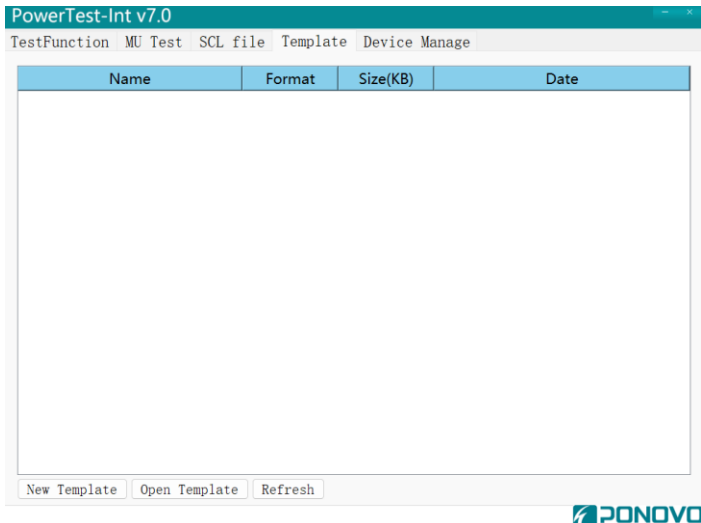 PowerTest-Int v7.0
TestFunction MU Test SCL file Template Device Manage
Name Format Size(KB) Date
New Template Open Template Refresh
PONOVO